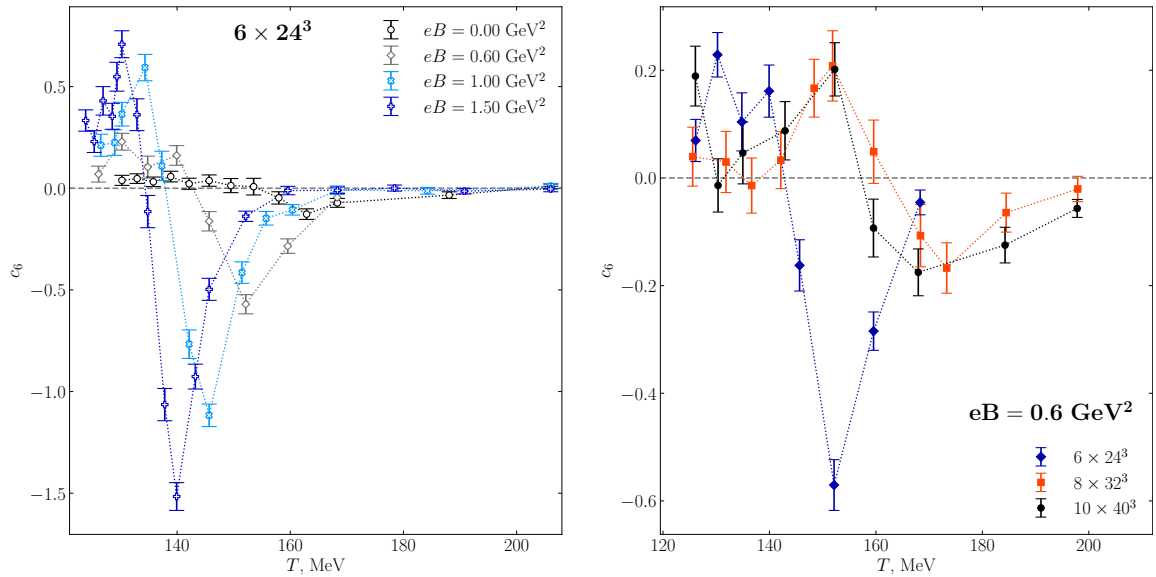 6 × 24³
eB = 0.00 GeV²
eB = 0.60 GeV²
eB = 1.00 GeV²
eB = 1.50 GeV²
0.5
0.0
−0.5
−1.0
−1.5
c₆
140
160
180
200
T, MeV
0.2
0.0
−0.2
−0.4
−0.6
c₆
eB = 0.6 GeV²
6 × 24³
8 × 32³
10 × 40³
120
140
160
180
200
T, MeV